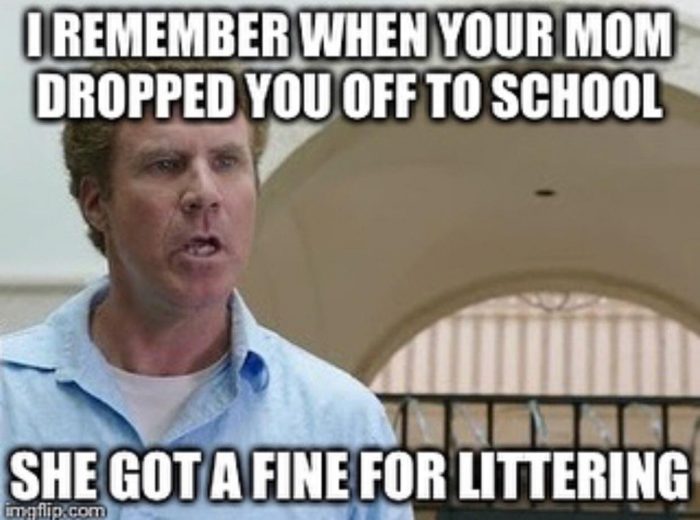 I REMEMBER WHEN YOUR MOM
DROPPED YOU OFF TO SCHOOL
SHE GOT A FINE FOR LITTERING
imgflip.com